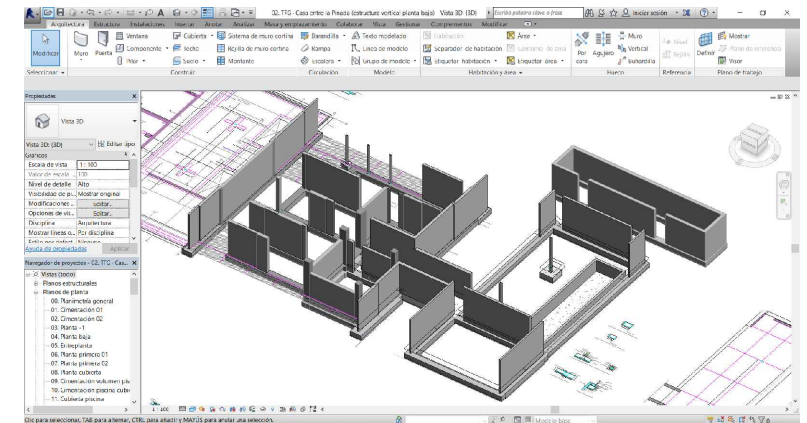 02. TFG - Casa entre la Pineda (estructura vertical planta baja)   Vista 3D: {3D}
Escriba palabra clave o frase
Iniciar sesión
Arquitectura Estructura Instalaciones Insertar Anotar Analizar Masa y emplazamiento Colaborar Vista Gestionar Complementos Modificar
Modificar
Muro
Puerta
Ventana
Componente
Pilar
Cubierta
Techo
Suelo
Sistema de muro cortina
Rejilla de muro cortina
Montante
Barandilla
Rampa
Escalera
Texto modelado
Línea de modelo
Grupo de modelo
Habitación
Separador de habitación
Etiquetar habitación
Área
Contorno de área
Etiquetar área
Por cara
Agujero
Muro
Vertical
Buhardilla
Nivel
Rejilla
Definir
Mostrar
Plano de referencia
Visor
Seleccionar
Construir
Circulación
Modelo
Habitación y área
Hueco
Referencia
Plano de trabajo
Propiedades
Vista 3D
Vista 3D: {3D}
Editar tipo
Gráficos
Escala de vista 1 : 100
Valor de escala 100
Nivel de detalle Alto
Mostrar original
Modificaciones... Editar...
Opciones de vis... Editar...
Disciplina Arquitectura
Mostrar líneas o... Por disciplina
Ayuda de propiedades
Aplicar
Navegador de proyectos - 02. TFG - Cas...
Vistas (todo)
Planos estructurales
Planos de planta
00. Planimetría general
01. Cimentación 01
02. Cimentación 02
03. Planta -1
04. Planta baja
05. Entreplanta
06. Planta primera 01
07. Planta primera 02
08. Planta cubierta
09. Cimentación volumen pis
10. Cimentación piscina cubie
11. Cubierta piscina
1 : 100
Clic para seleccionar, TAB para alternar, CTRL para añadir y MAYÚS para anular una selección.
Modelo base